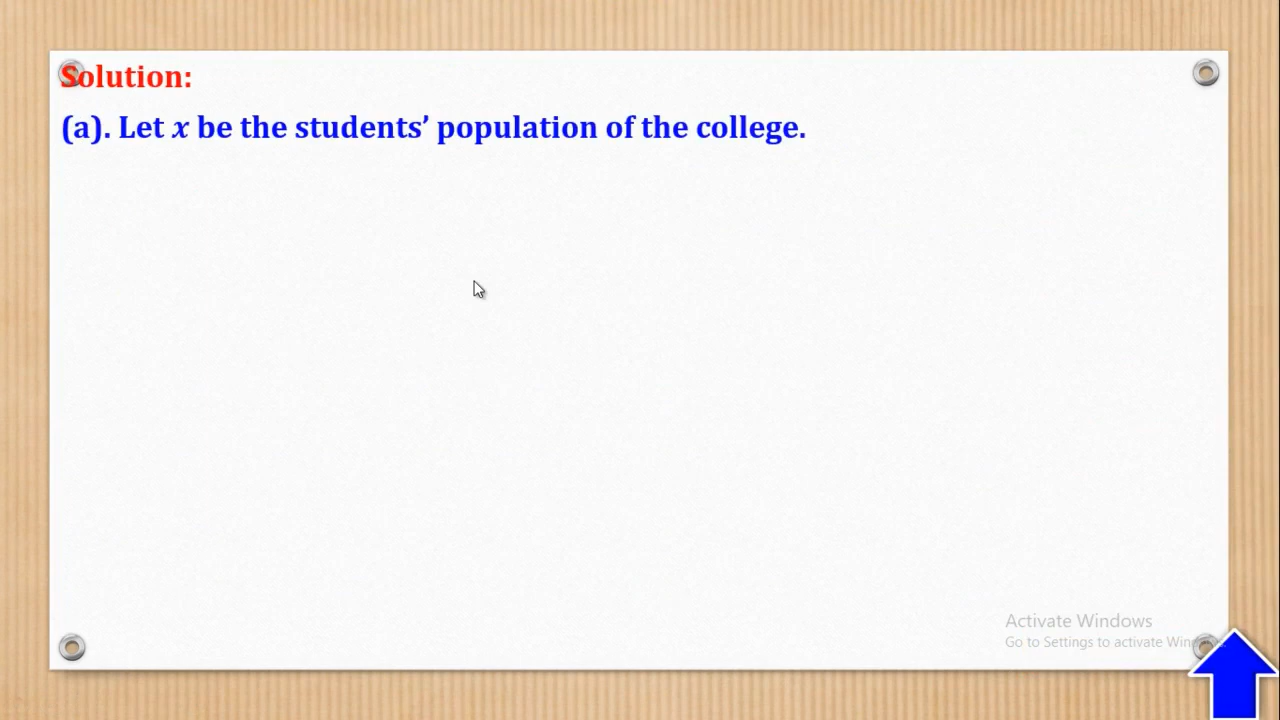 Solution:
(a). Let x be the students’ population of the college.
Activate Windows
Go to Settings to activate Windows.